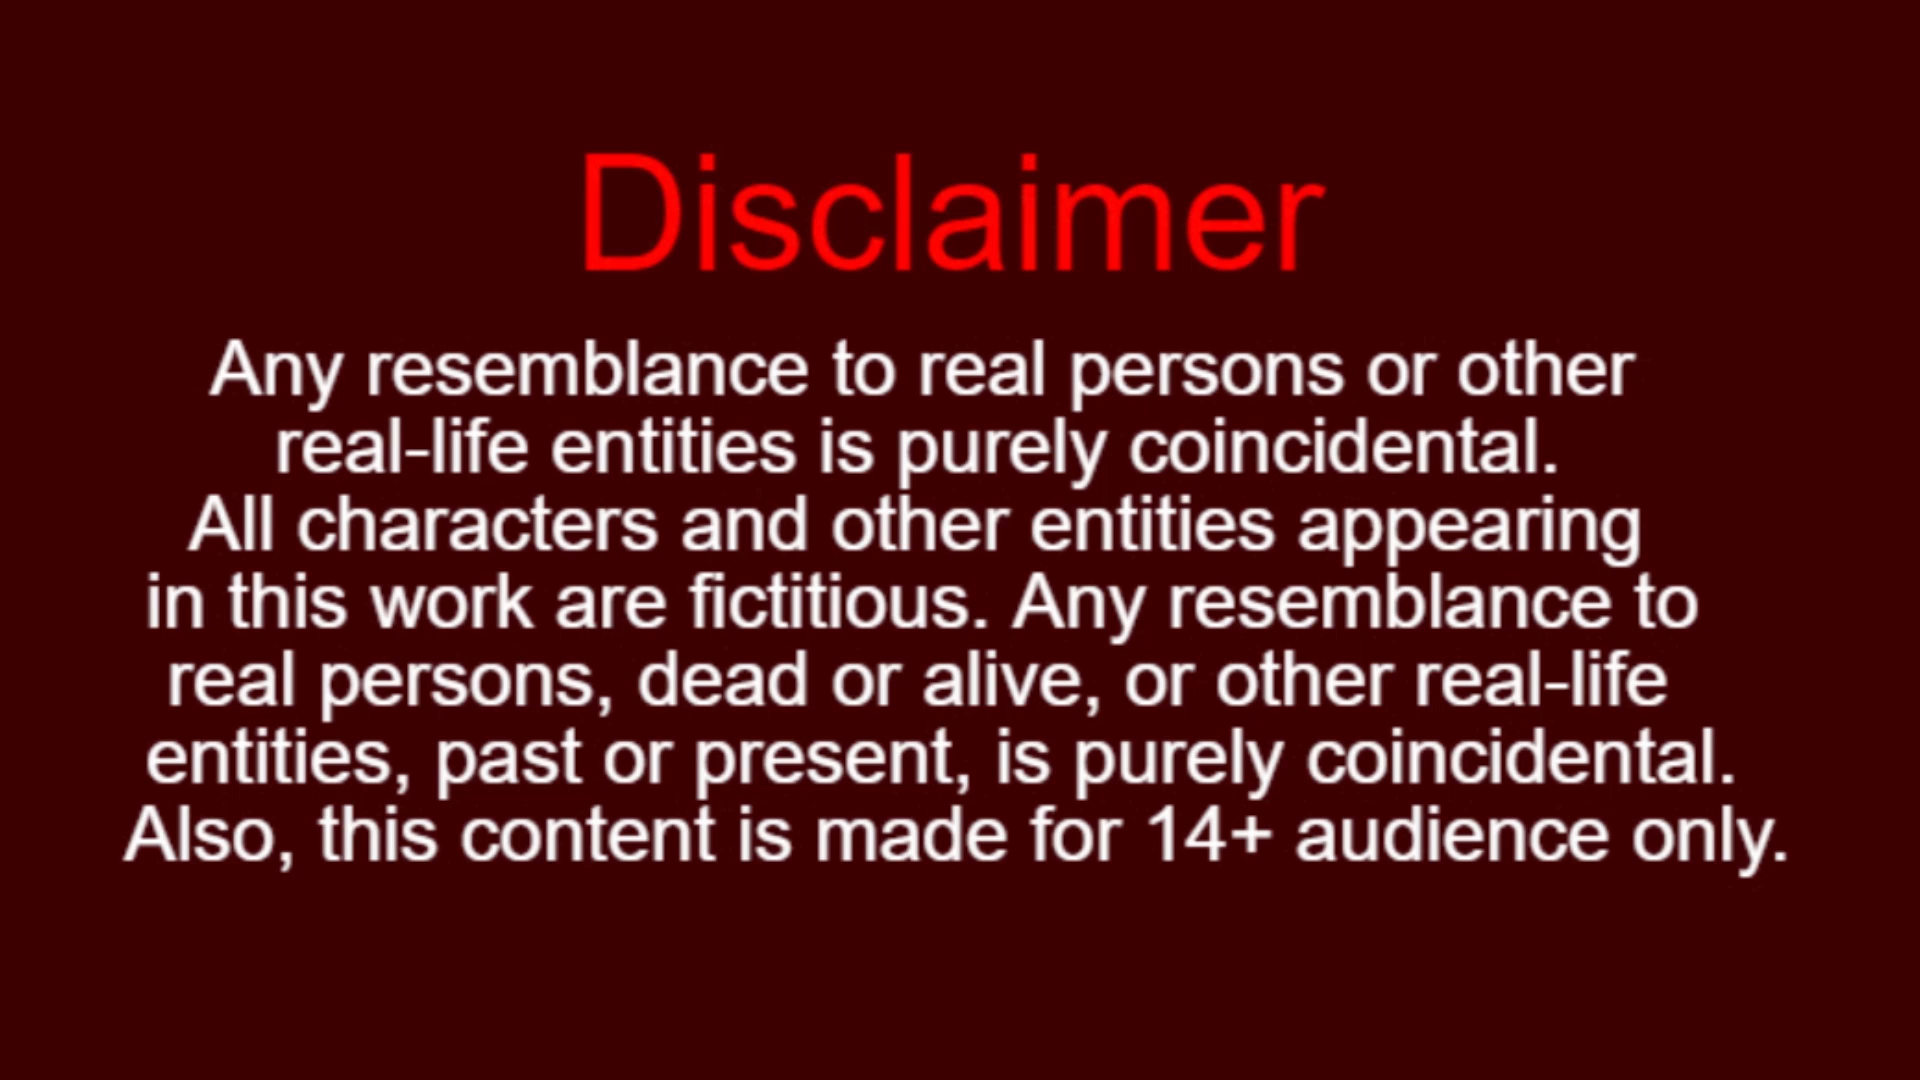 Disclaimer
Any resemblance to real persons or other
real-life entities is purely coincidental.
All characters and other entities appearing
in this work are fictitious. Any resemblance to
real persons, dead or alive, or other real-life
entities, past or present, is purely coincidental.
Also, this content is made for 14+ audience only.